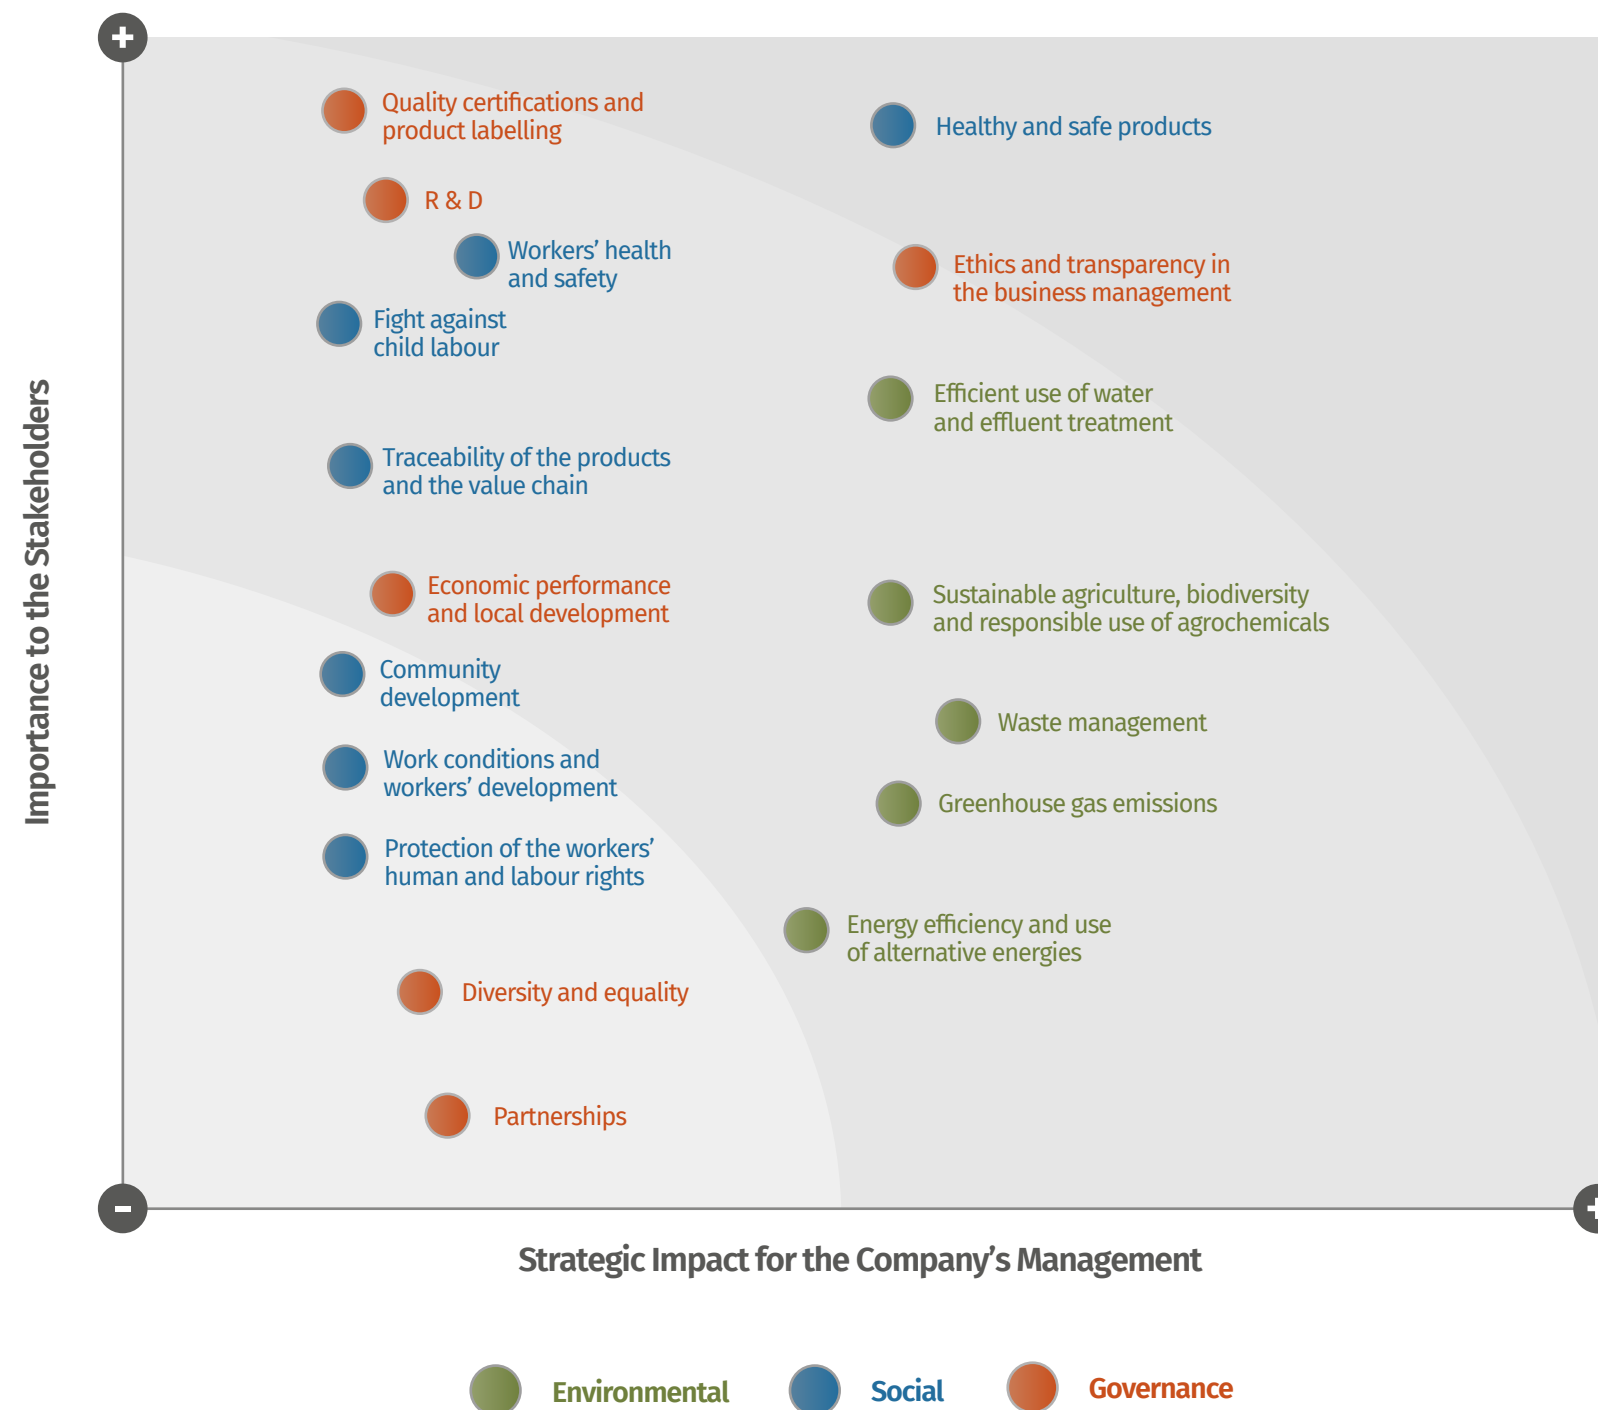 +
Quality certifications and
product labelling
Healthy and safe products
R & D
Workers’ health
and safety
Ethics and transparency in
the business management
Fight against
child labour
Efficient use of water
and effluent treatment
Traceability of the products
and the value chain
Economic performance
and local development
Sustainable agriculture, biodiversity
and responsible use of agrochemicals
Community
development
Waste management
Work conditions and
workers’ development
Greenhouse gas emissions
Protection of the workers’
human and labour rights
Energy efficiency and use
of alternative energies
Diversity and equality
Partnerships
Importance to the Stakeholders
-
+
Strategic Impact for the Company’s Management
Environmental
Social
Governance